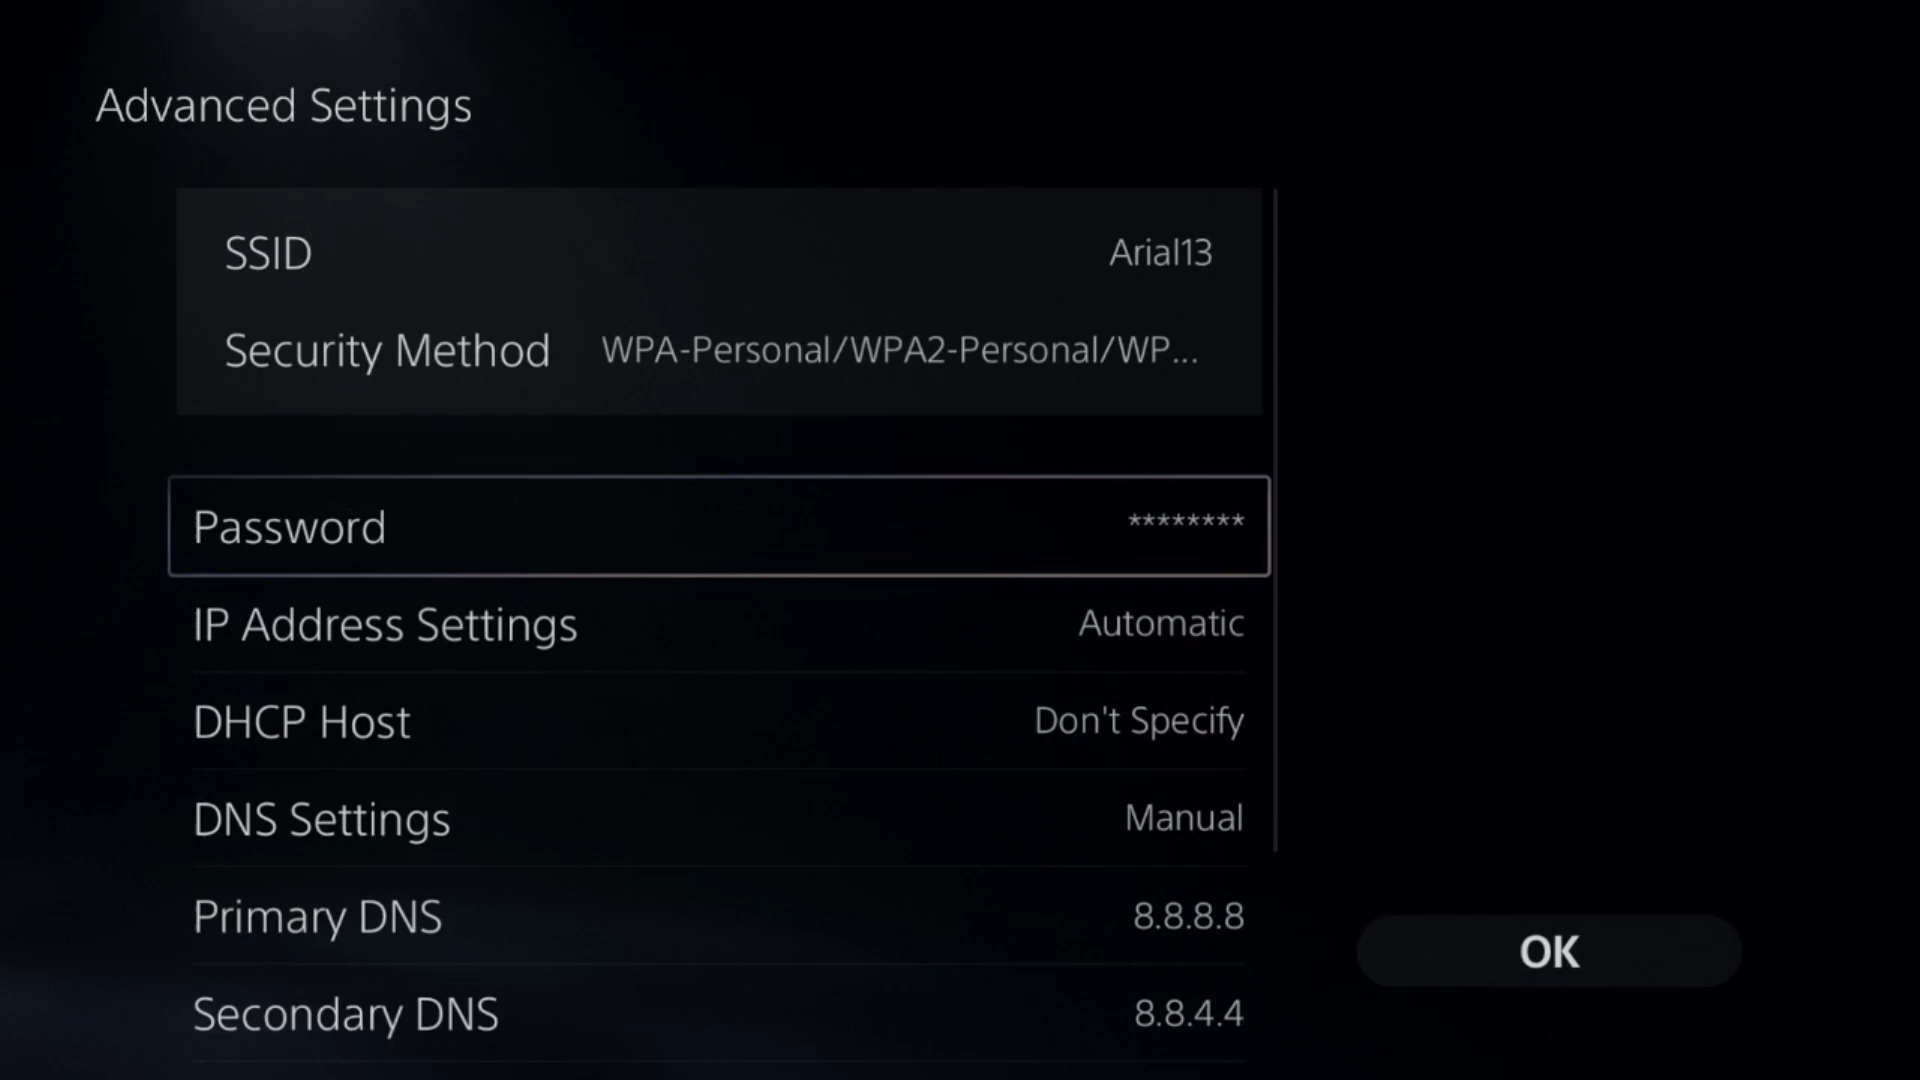 Advanced Settings
SSID Arial13
Security Method WPA-Personal/WPA2-Personal/WP...
Password ********
IP Address Settings Automatic
DHCP Host Don't Specify
DNS Settings Manual
Primary DNS 8.8.8.8
OK
Secondary DNS 8.8.4.4